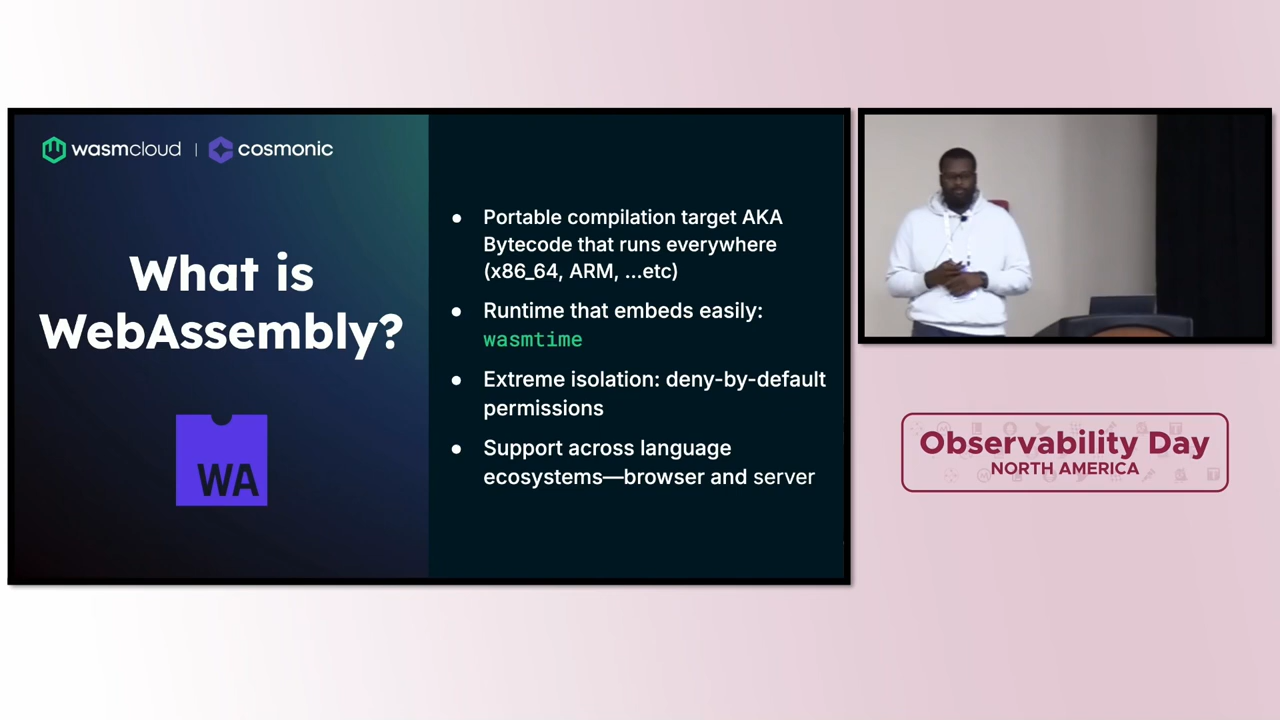 wasmcloud | cosmonic
What is
WebAssembly?
WA
● Portable compilation target AKA
Bytecode that runs everywhere
(x86_64, ARM, ...etc)
● Runtime that embeds easily:
wasmtime
● Extreme isolation: deny-by-default
permissions
● Support across language
ecosystems—browser and server
Observability Day
NORTH AMERICA